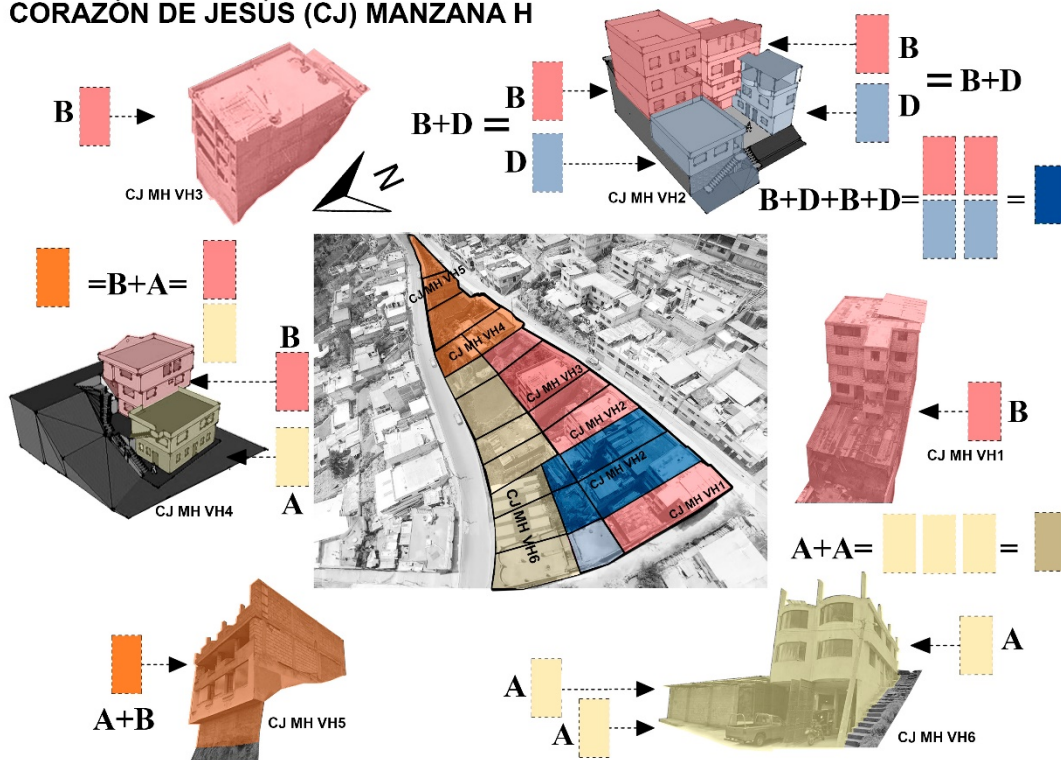 CORAZÓN DE JESÚS (CJ) MANZANA H
B
CJ MH VH3
N
B+D =
B
D
CJ MH VH2
B
D
= B+D
B+D+B+D=
=
=B+A=
B
A
CJ MH VH4
CJ MH VH5
CJ MH VH4
CJ MH VH3
CJ MH VH2
CJ MH VH2
CJ MH VH1
CJ MH VH6
B
CJ MH VH1
A+A=
=
A+B
CJ MH VH5
A
A
A
CJ MH VH6